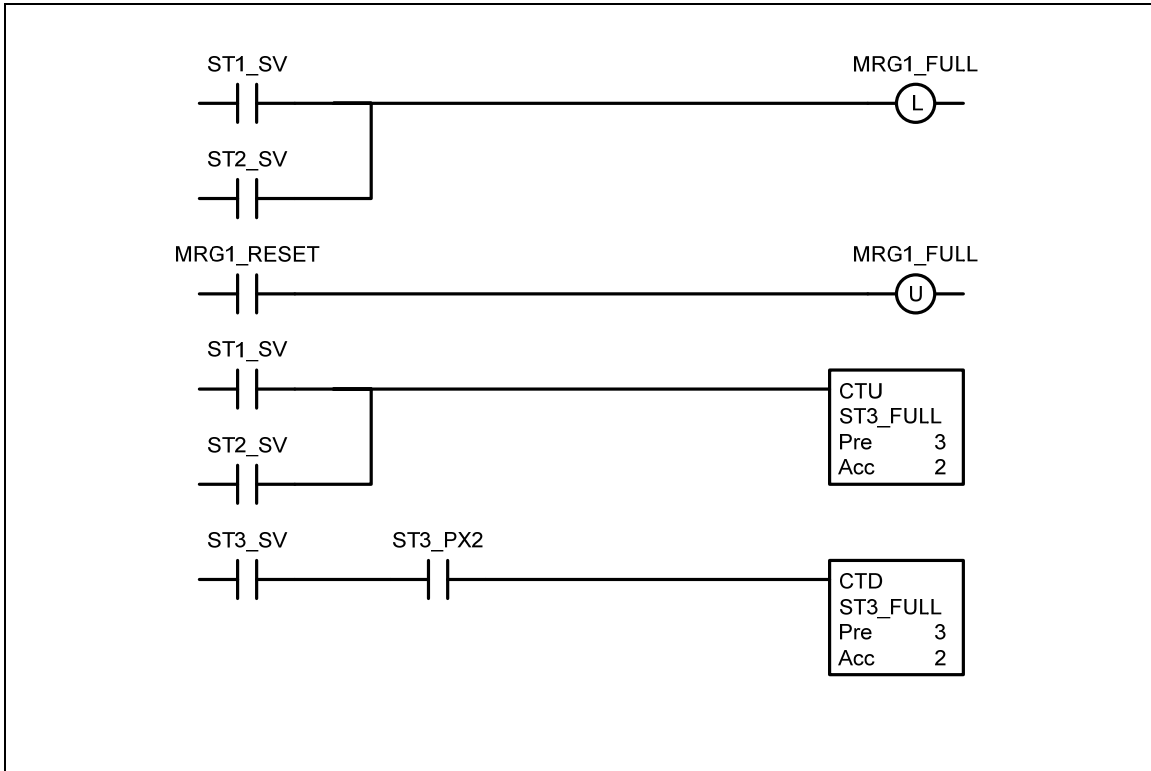 ST1_SV MRG1_FULL
L
ST2_SV
MRG1_RESET MRG1_FULL
U
ST1_SV
CTU
ST3_FULL
Pre 3
Acc 2
ST2_SV
ST3_SV ST3_PX2
CTD
ST3_FULL
Pre 3
Acc 2